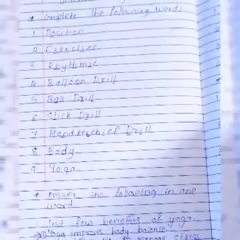 * Complete the following words
1 Position
2 Exercises
3 Rhythmic
4 Balloon Drill
5 Ball Drill
6 Stick Drill
7 Handkerchief Drill
8 Body
9 Yoga
* Answer the following in one
word
Two benefits of yoga
Yoga improves body balance